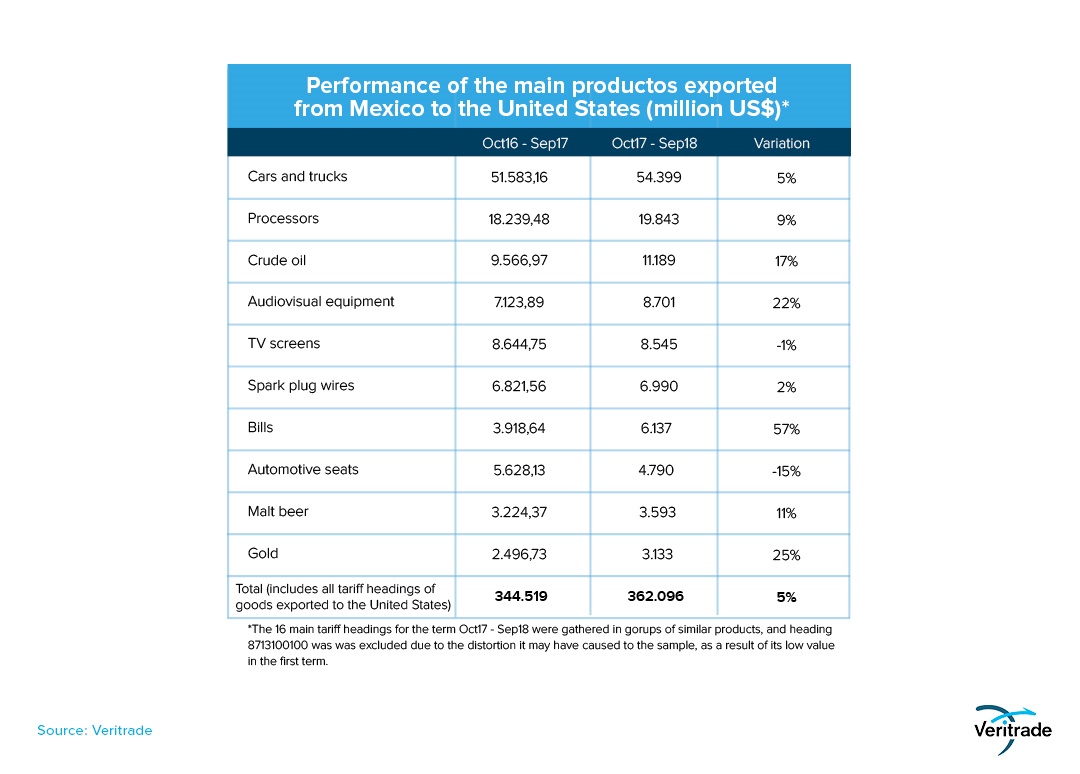 Performance of the main productos exported
from Mexico to the United States (million US$)*
Oct16 - Sep17 Oct17 - Sep18 Variation
Cars and trucks 51.583,16 54.399 5%
Processors 18.239,48 19.843 9%
Crude oil 9.566,97 11.189 17%
Audiovisual equipment 7.123,89 8.701 22%
TV screens 8.644,75 8.545 -1%
Spark plug wires 6.821,56 6.990 2%
Bills 3.918,64 6.137 57%
Automotive seats 5.628,13 4.790 -15%
Malt beer 3.224,37 3.593 11%
Gold 2.496,73 3.133 25%
Total (includes all tariff headings of
goods exported to the United States) 344.519 362.096 5%
*The 16 main tariff headings for the term Oct17 - Sep18 were gathered in gorups of similar products, and heading
8713100100 was was excluded due to the distortion it may have caused to the sample, as a result of its low value
in the first term.
Source: Veritrade
Veritrade